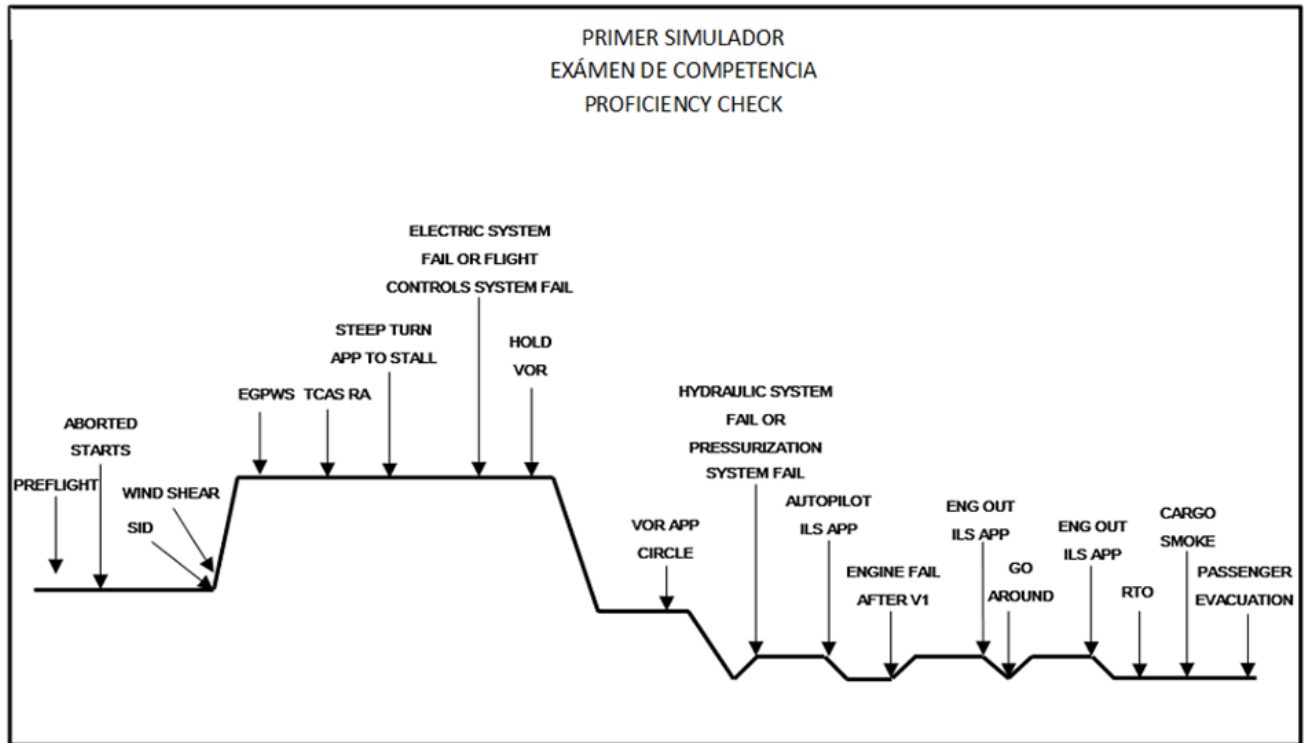 PRIMER SIMULADOR
EXÁMEN DE COMPETENCIA
PROFICIENCY CHECK
PREFLIGHT
ABORTED
STARTS
WIND SHEAR
SID
EGPWS
TCAS RA
STEEP TURN
APP TO STALL
ELECTRIC SYSTEM
FAIL OR FLIGHT
CONTROLS SYSTEM FAIL
HOLD
VOR
VOR APP
CIRCLE
HYDRAULIC SYSTEM
FAIL OR
PRESSURIZATION
SYSTEM FAIL
AUTOPILOT
ILS APP
ENGINE FAIL
AFTER V1
ENG OUT
ILS APP
GO
AROUND
ENG OUT
ILS APP
RTO
CARGO
SMOKE
PASSENGER
EVACUATION